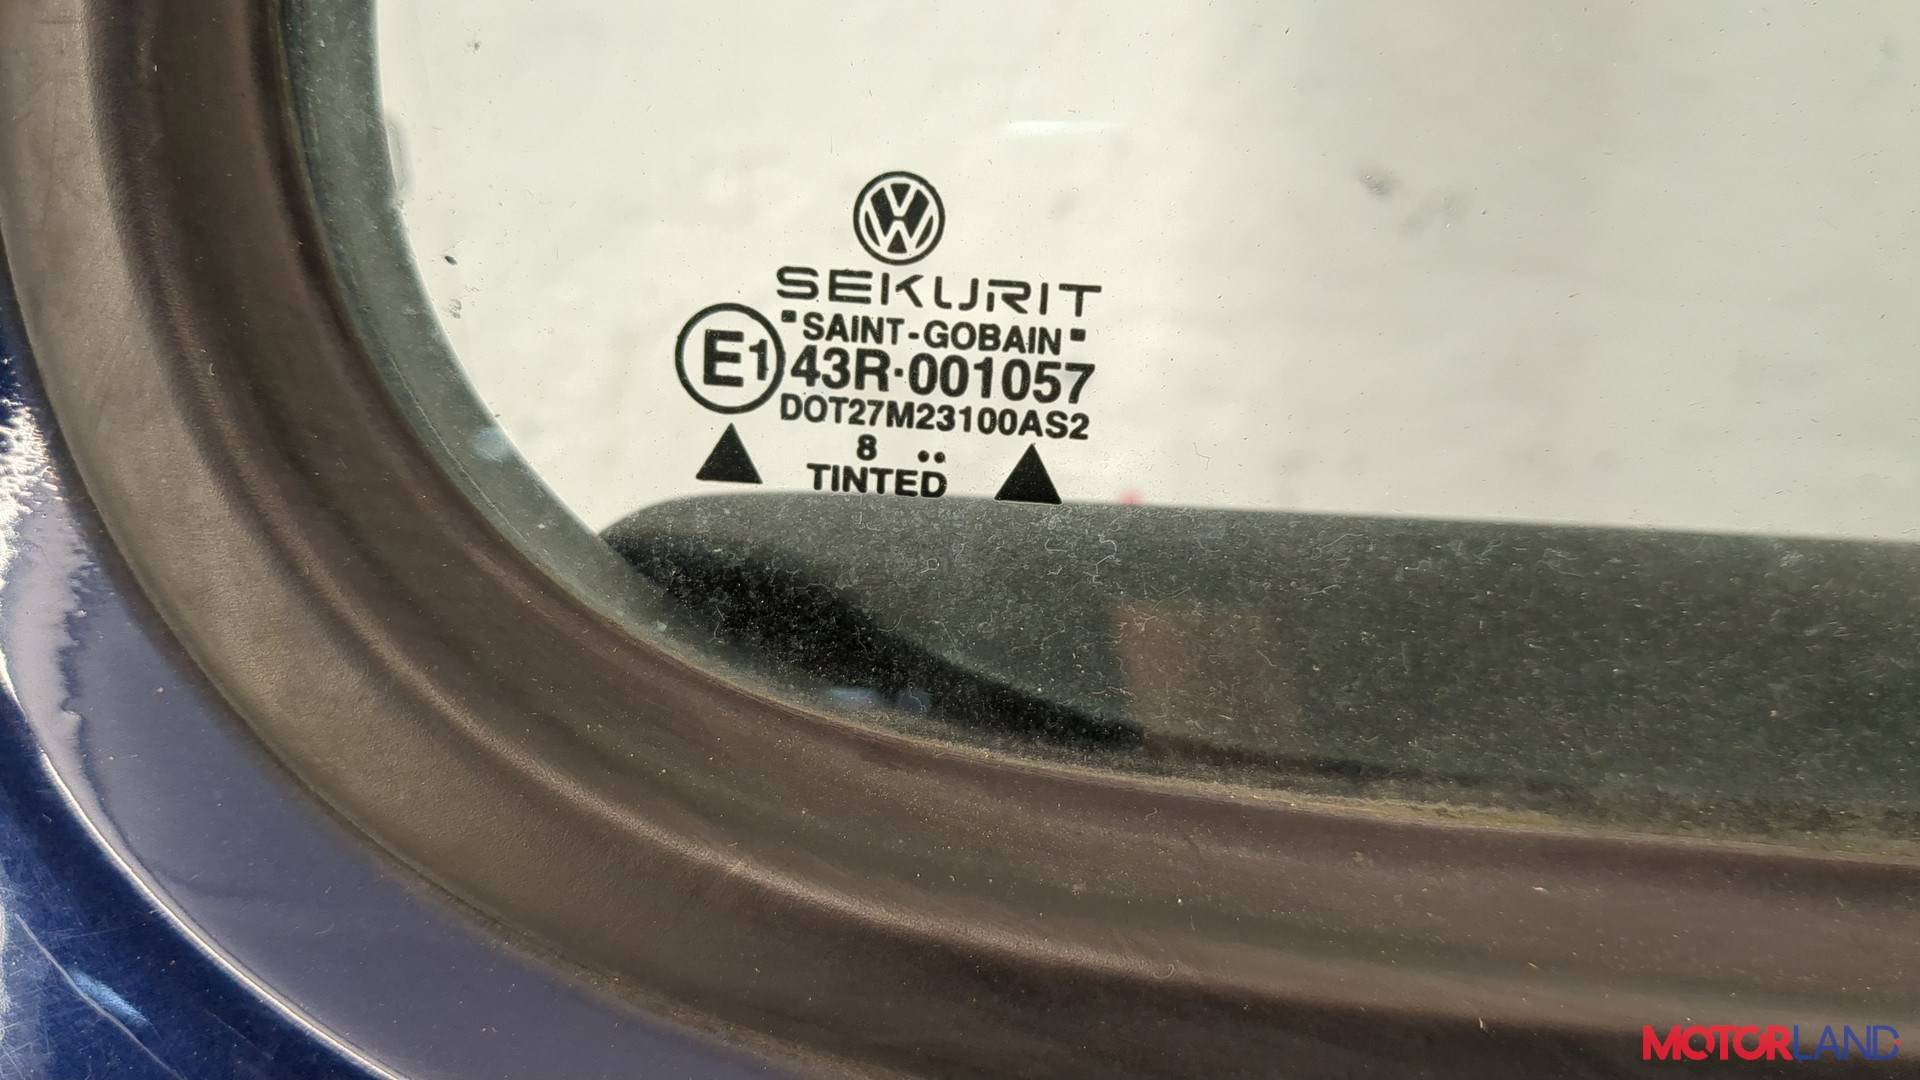 SEKURIT
"SAINT-GOBAIN"
E1 43R·001057
DOT27M23100AS2
8 ..
TINTED
MOTORLAND